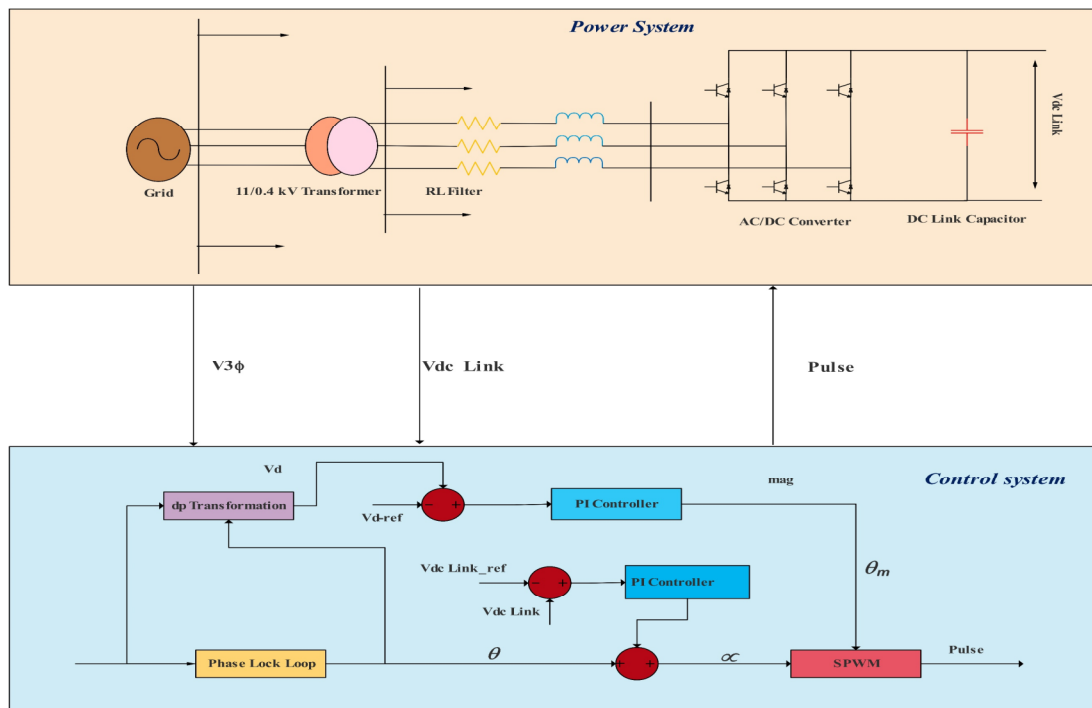 Power System
Vdc Link
Grid
11/0.4 kV Transformer
RL Filter
AC/DC Converter
DC Link Capacitor
V3ϕ
Vdc Link
Pulse
Control system
Vd
mag
dp Transformation
- +
PI Controller
Vd-ref
Vdc Link_ref
- +
PI Controller
θm
Vdc Link
Phase Lock Loop
θ
+ +
∝
SPWM
Pulse